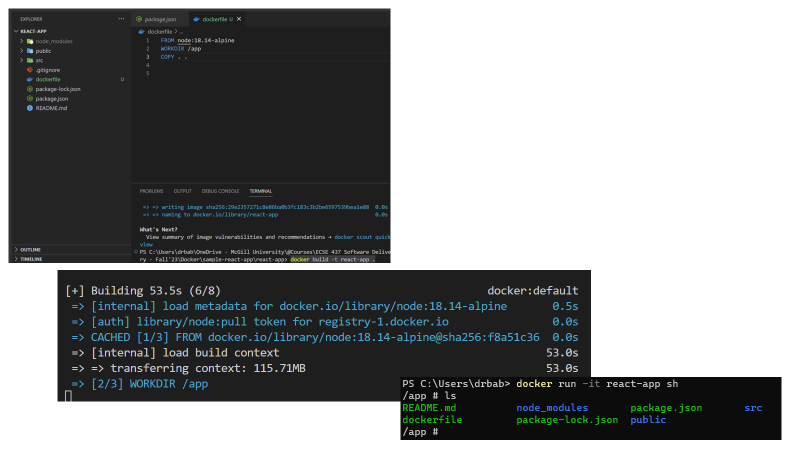 EXPLORER
···
package.json
dockerfile U
REACT-APP
node_modules
public
src
.gitignore
dockerfile U
package-lock.json
package.json
README.md
OUTLINE
TIMELINE
dockerfile > ...
1 FROM node:18.14-alpine
2 WORKDIR /app
3 COPY . .
4
5
PROBLEMS OUTPUT DEBUG CONSOLE TERMINAL
=> => naming to docker.io/library/react-app 0.0s
What's Next?
View summary of image vulnerabilities and recommendations → docker scout quick
view
PS C:\Users\drbab\OneDrive - McGill University\@Courses\ECSE 437 Software Delive
ry - Fall'23\Docker\sample-react-app\react-app> docker build -t react-app .
[+] Building 53.5s (6/8) docker:default
=> [internal] load metadata for docker.io/library/node:18.14-alpine 0.5s
=> [auth] library/node:pull token for registry-1.docker.io 0.0s
=> CACHED [1/3] FROM docker.io/library/node:18.14-alpine@sha256:f8a51c36 0.0s
=> [internal] load build context 53.0s
=> => transferring context: 115.71MB 53.0s
=> [2/3] WORKDIR /app
PS C:\Users\drbab> docker run -it react-app sh
/app # ls
README.md node_modules package.json src
dockerfile package-lock.json public
/app #